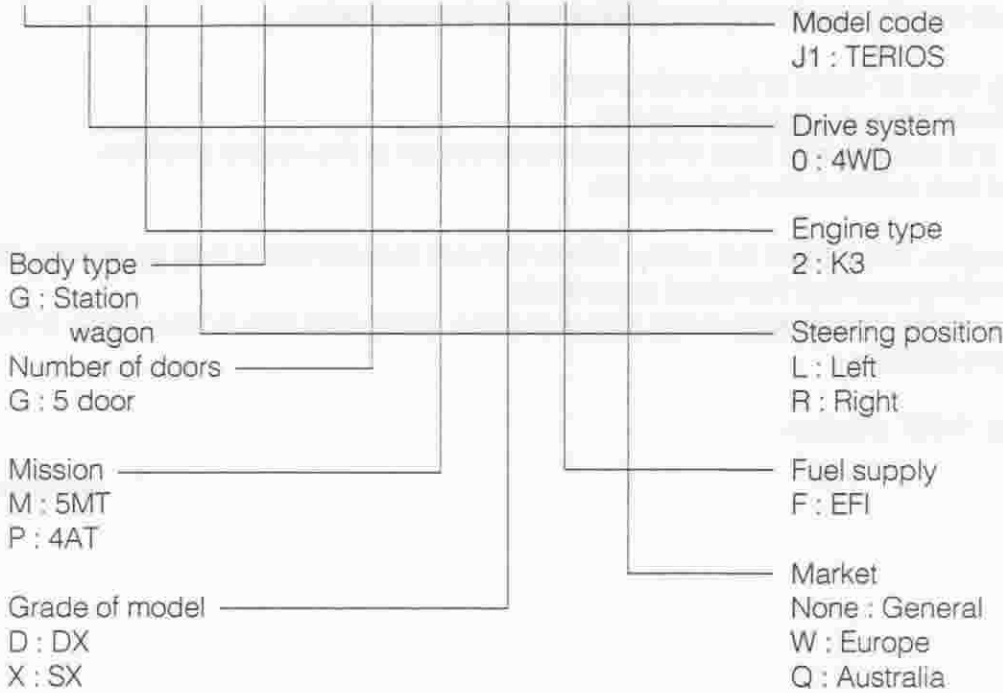 Model code
J1 : TERIOS
Drive system
0 : 4WD
Engine type
2 : K3
Body type
G : Station
wagon
Steering position
L : Left
R : Right
Number of doors
G : 5 door
Mission
M : 5MT
P : 4AT
Fuel supply
F : EFI
Market
None : General
W : Europe
Q : Australia
Grade of model
D : DX
X : SX